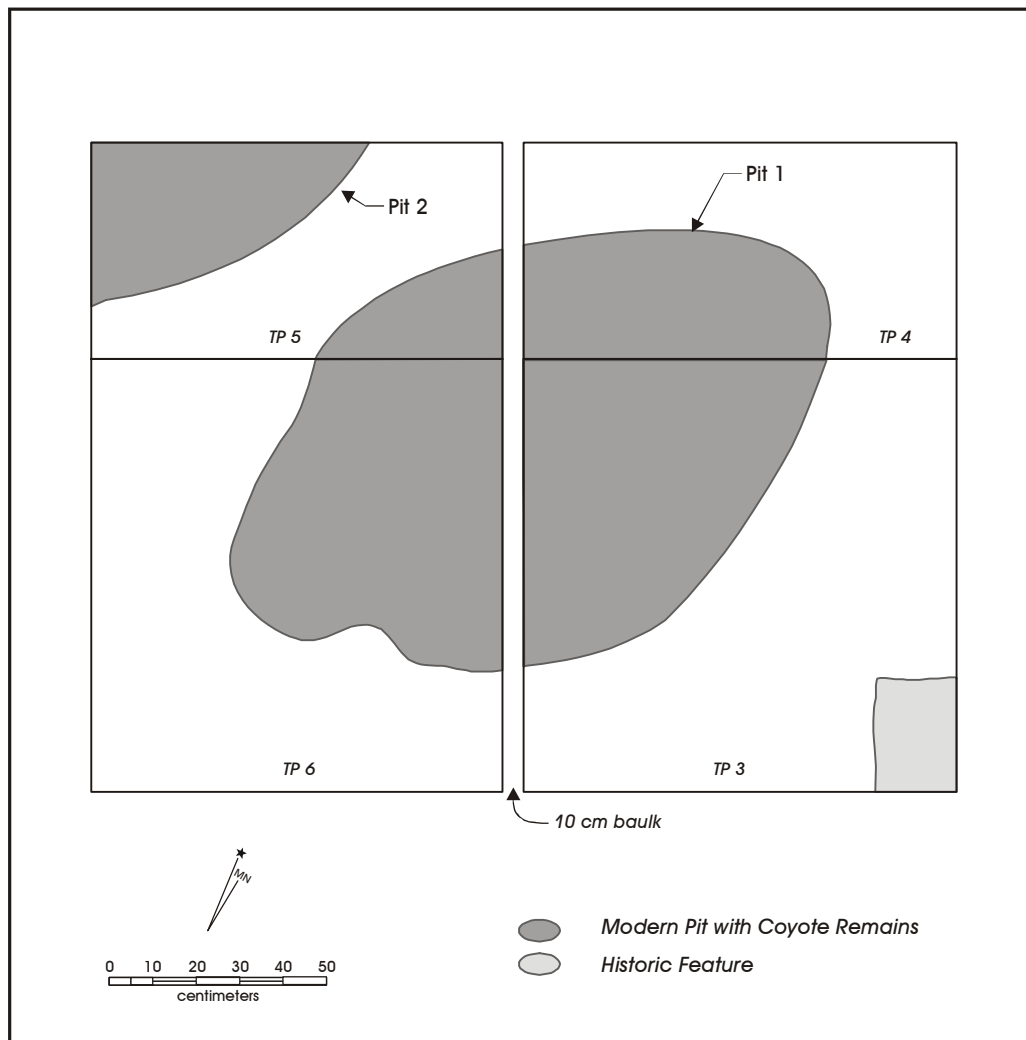 Pit 1
Pit 2
TP 5
TP 4
TP 6
TP 3
10 cm baulk
MN
Modern Pit with Coyote Remains
Historic Feature
0 10 20 30 40 50
centimeters